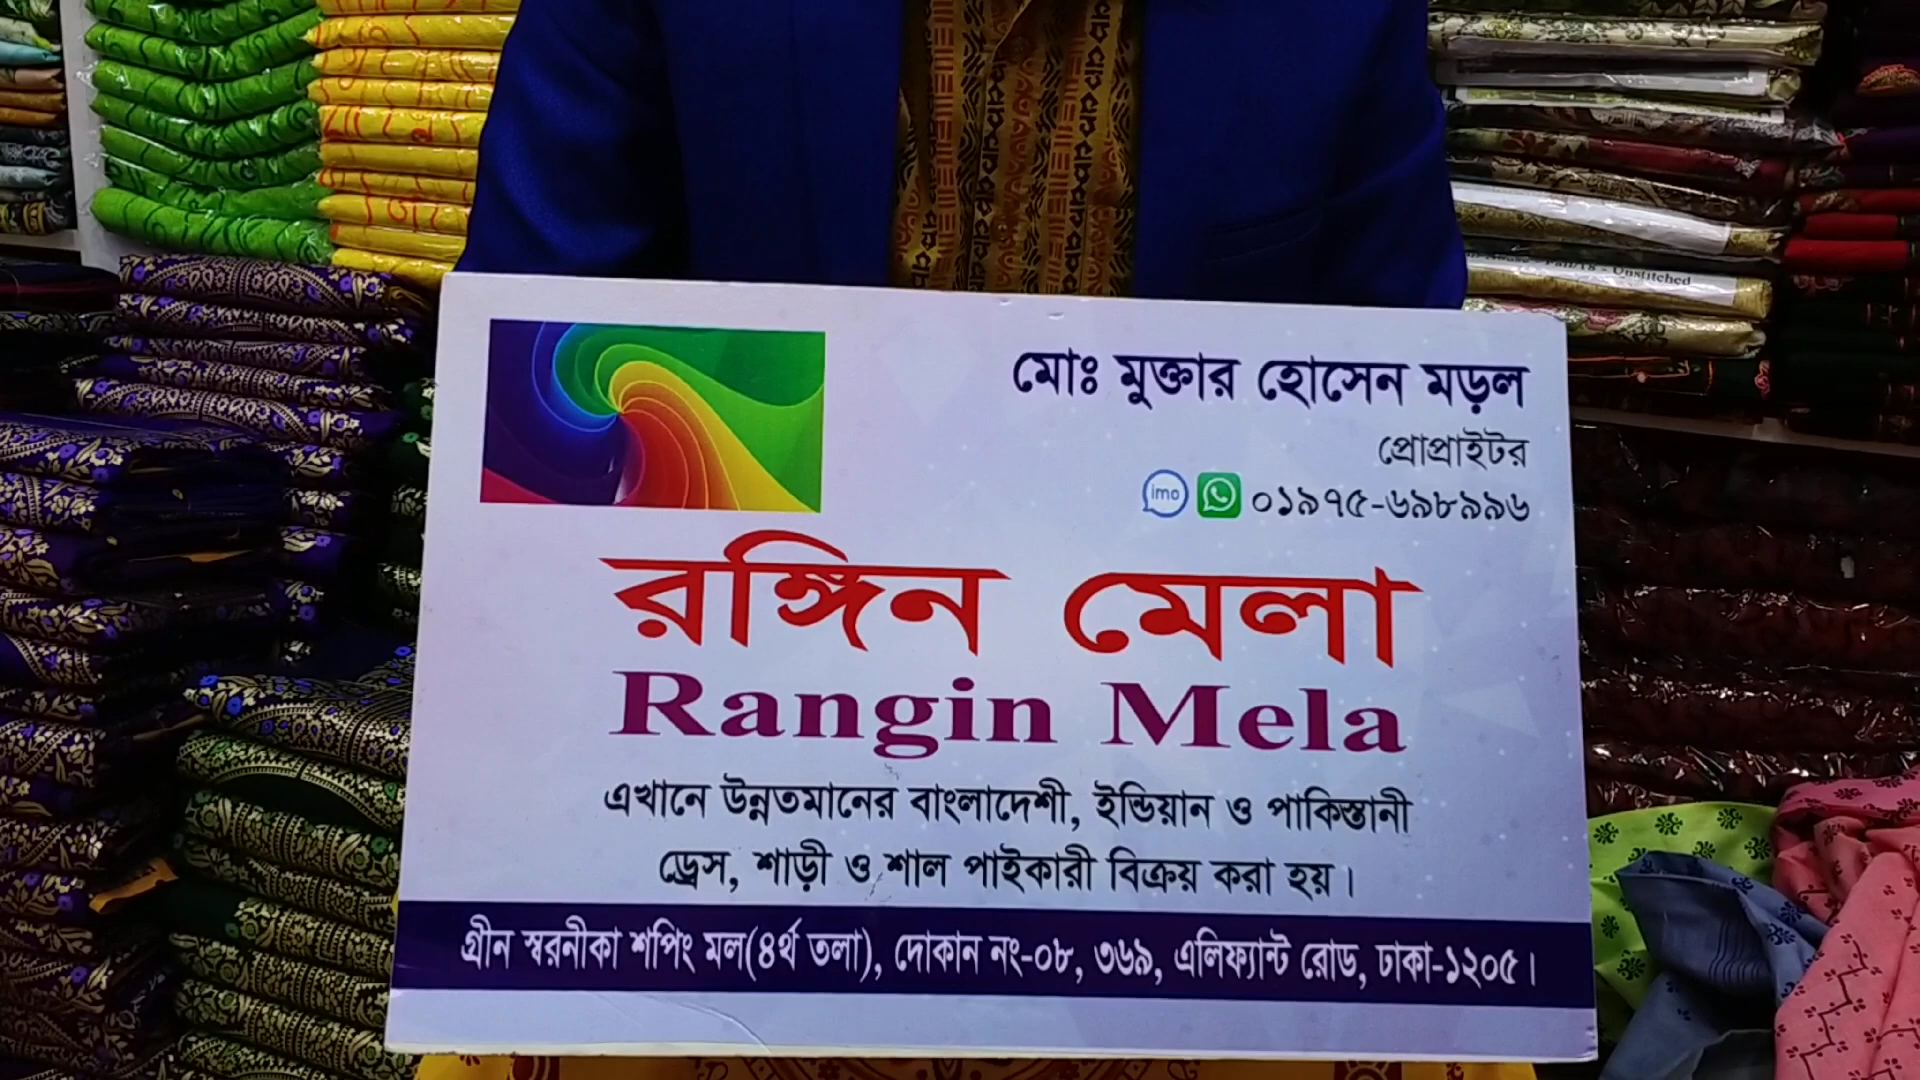 মোঃ মুক্তার হোসেন মড়ল
প্রোপ্রাইটর
imo ০১৯৭৫-৬৯৮৯৯৬
রঙ্গিন মেলা
Rangin Mela
এখানে উন্নতমানের বাংলাদেশী, ইন্ডিয়ান ও পাকিস্তানী
ড্রেস, শাড়ী ও শাল পাইকারী বিক্রয় করা হয়।
গ্রীন স্বরনীকা শপিং মল(৪র্থ তলা), দোকান নং-০৮, ৩৬৯, এলিফ্যান্ট রোড, ঢাকা-১২০৫।
Unstitched